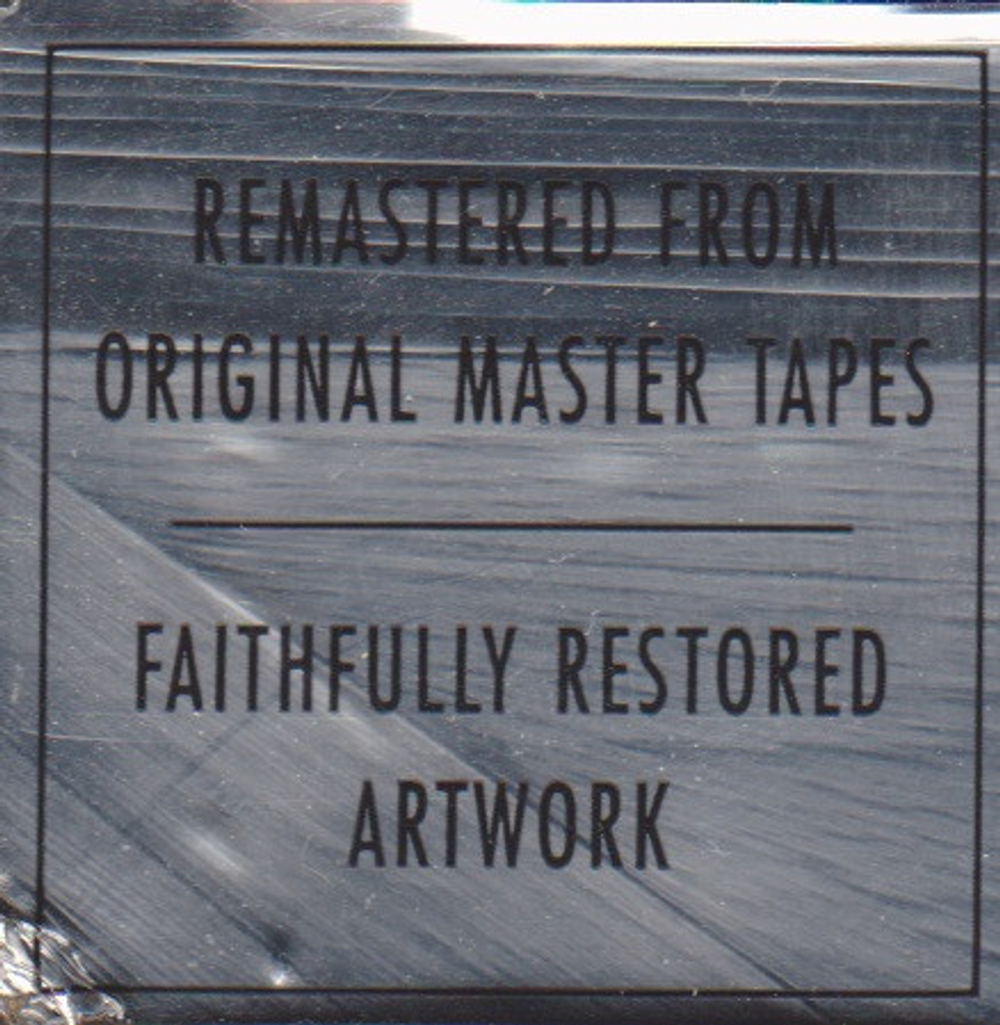 REMASTERED FROM
ORIGINAL MASTER TAPES
FAITHFULLY RESTORED
ARTWORK